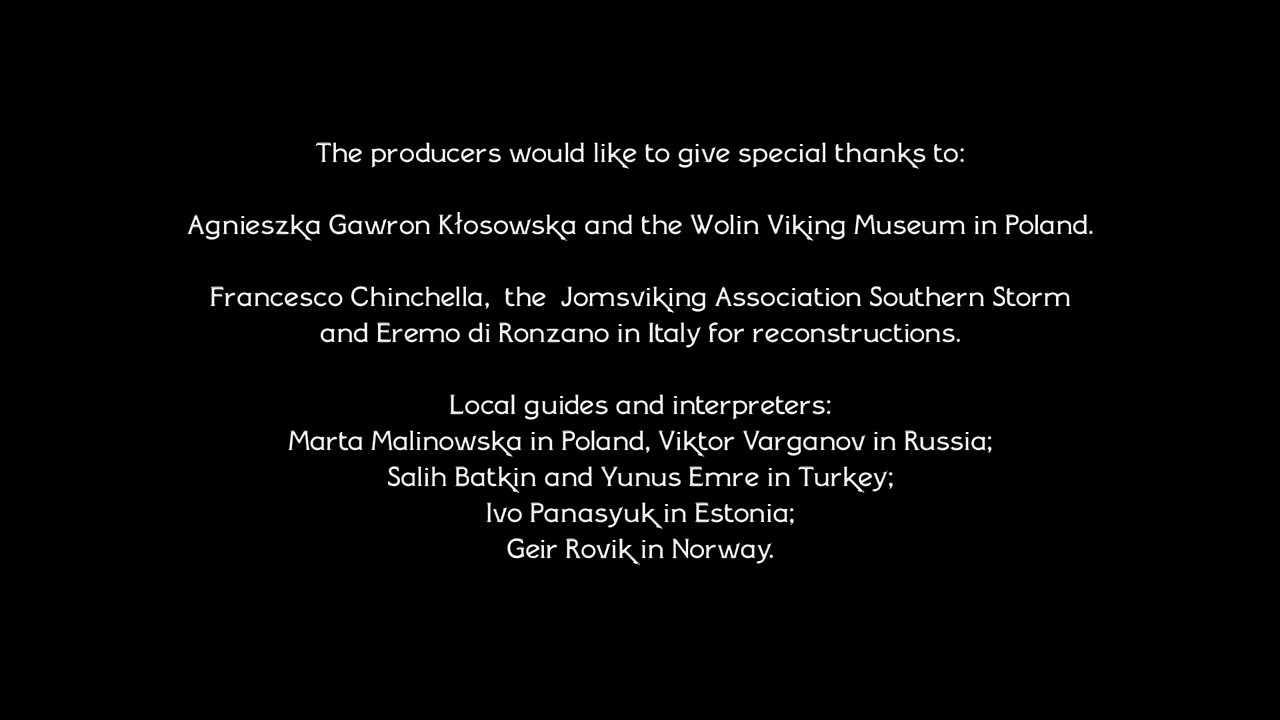 The producers would like to give special thanks to:
Agnieszka Gawron Kłosowska and the Wolin Viking Museum in Poland.
Francesco Chinchella,  the  Jomsviking Association Southern Storm
and Eremo di Ronzano in Italy for reconstructions.
Local guides and interpreters:
Marta Malinowska in Poland, Viktor Varganov in Russia;
Salih Batkin and Yunus Emre in Turkey;
Ivo Panasyuk in Estonia;
Geir Rovik in Norway.